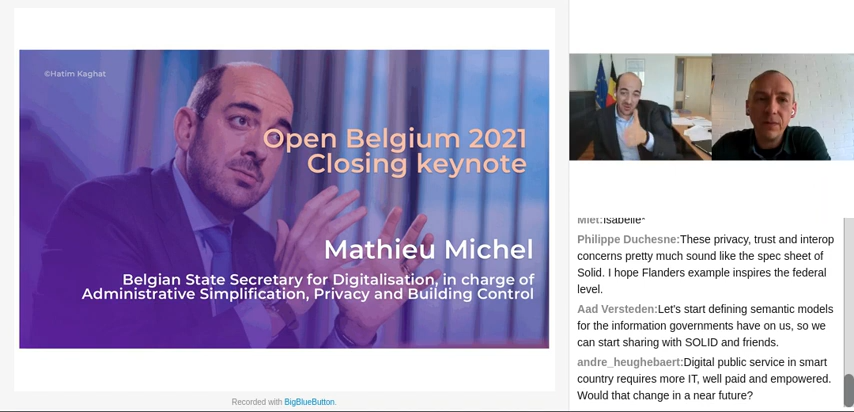 ©Hatim Kaghat
Open Belgium 2021
Closing keynote
Mathieu Michel
Belgian State Secretary for Digitalisation, in charge of
Administrative Simplification, Privacy and Building Control
Recorded with BigBlueButton.
Miet:Isabelle*
Philippe Duchesne:These privacy, trust and interop
concerns pretty much sound like the spec sheet of
Solid. I hope Flanders example inspires the federal
level.
Aad Versteden:Let's start defining semantic models
for the information governments have on us, so we
can start sharing with SOLID and friends.
andre_heughebaert:Digital public service in smart
country requires more IT, well paid and empowered.
Would that change in a near future?